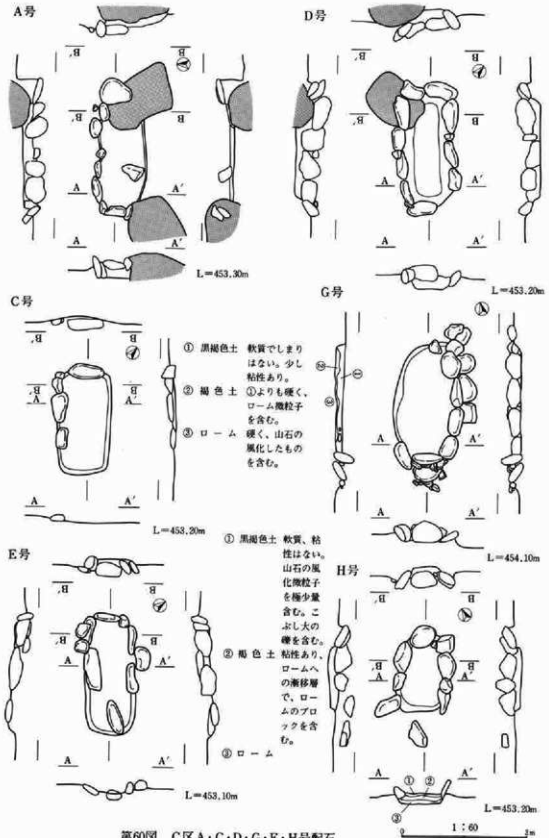 A号
B
B'
B
B'
A
A'
A
A'
L=453.30m
D号
B
B'
B
B'
A
A'
A
A'
L=453.20m
C号
B
B'
B
B'
A
A'
A
A'
L=453.20m
① 黒褐色土 軟質でしまり
はない。少し
粘性あり。
② 褐色土 ①よりも硬く、
ローム微粒子
を含む。
③ ローム 硬く、山石の
風化したもの
を含む。
G号
②
①
③
A
A'
A
A'
L=454.10m
E号
B
B'
B
B'
A
A'
A
A'
L=453.10m
① 黒褐色土 軟質、粘
性はない。
山石の風
化微粒子
を極少量
含む。こ
ぶし大の
礫を含む。
② 褐色土 粘性あり、
ロームへ
の漸移層
で、ロー
ムのブロ
ックを含
む。
③ ローム
H号
B
B'
B
B'
A
A'
A
A'
① ②
③
L=453.20m
第60図 C区A・C・D・G・E・H号配石
0 1:60 2m